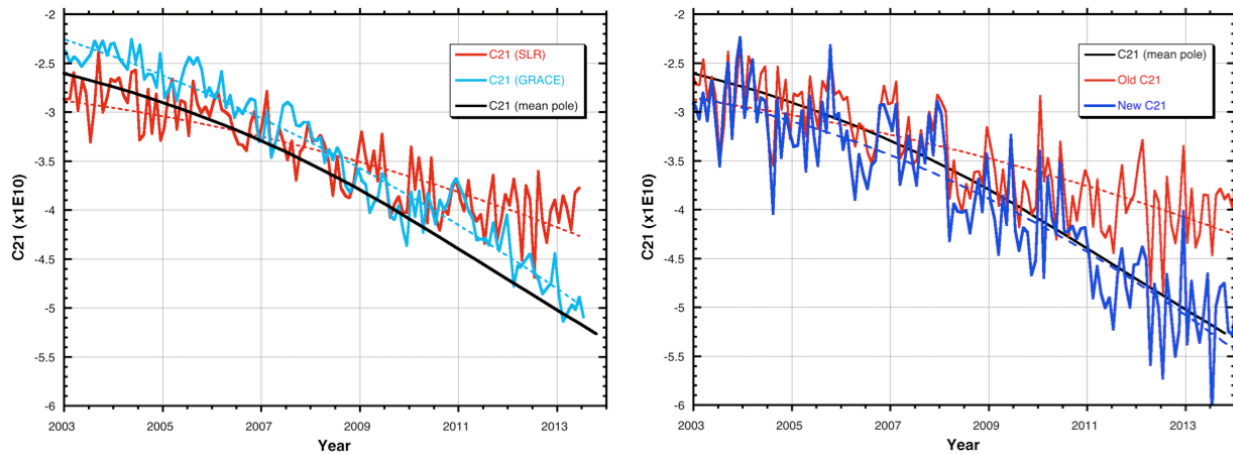 -2
-2.5
-3
-3.5
-4
-4.5
-5
-5.5
-6
C21 (x1E10)
C21 (SLR)
C21 (GRACE)
C21 (mean pole)
2003 2005 2007 2009 2011 2013
Year
-2
-2.5
-3
-3.5
-4
-4.5
-5
-5.5
-6
C21 (x1E10)
C21 (mean pole)
Old C21
New C21
2003 2005 2007 2009 2011 2013
Year